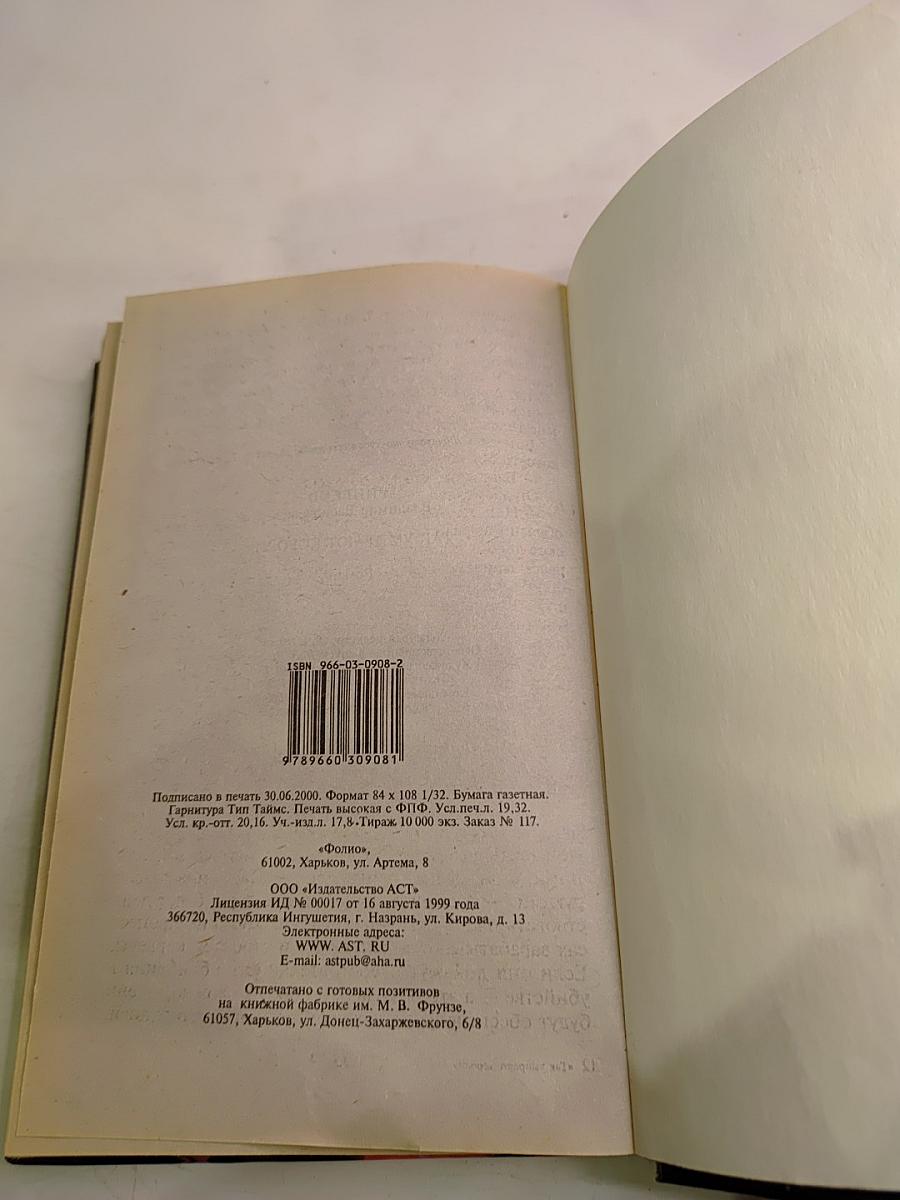 ISBN 966-03-0908-2
9 789660 309081
Подписано в печать 30.06.2000. Формат 84 x 108 1/32. Бумага газетная.
Гарнитура Тип Таймс. Печать высокая с ФПФ. Усл.печ.л. 19,32.
Усл. кр.-отт. 20,16. Уч.-изд.л. 17,8. Тираж 10 000 экз. Заказ № 117.
«Фолио»,
61002, Харьков, ул. Артема, 8
ООО «Издательство АСТ»
Лицензия ИД № 00017 от 16 августа 1999 года
366720, Республика Ингушетия, г. Назрань, ул. Кирова, д. 13
Электронные адреса:
WWW. AST. RU
E-mail: astpub@aha.ru
Отпечатано с готовых позитивов
на книжной фабрике им. М. В. Фрунзе,
61057, Харьков, ул. Донец-Захаржевского, 6/8